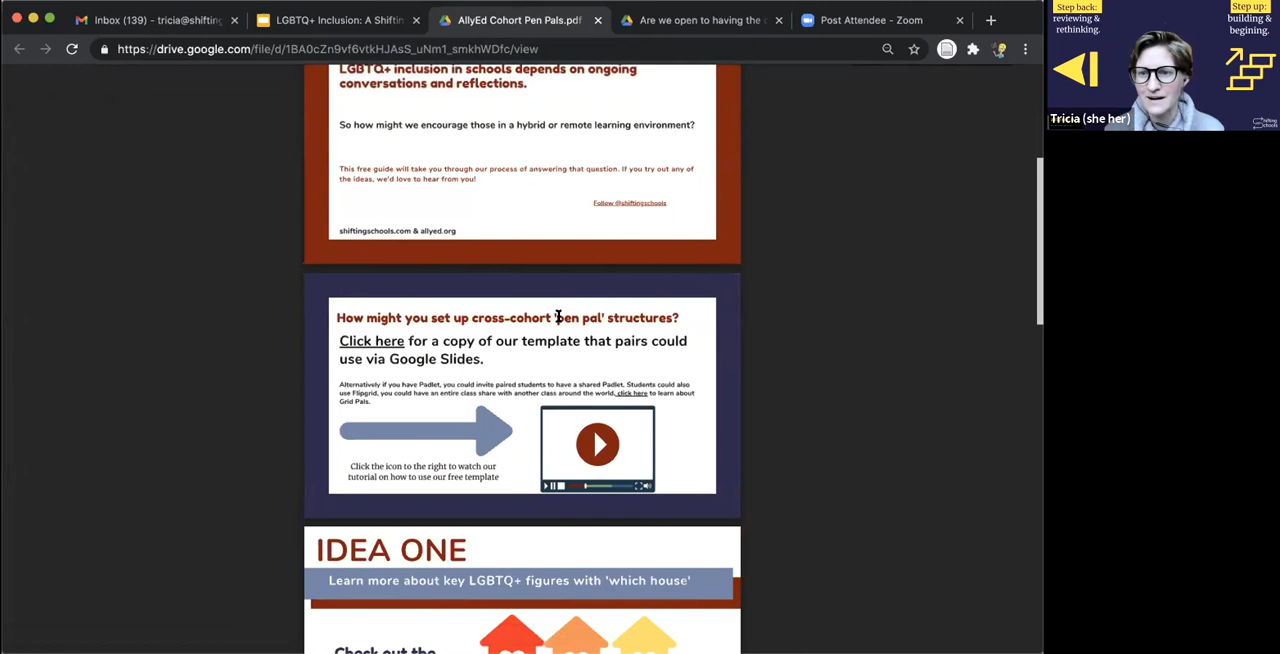 Inbox (139) - tricia@shifting
LGBTQ+ Inclusion: A Shiftin
AllyEd Cohort Pen Pals.pdf
Are we open to having the c
Post Attendee - Zoom
https://drive.google.com/file/d/1BA0cZn9vf6vtkHJAsS_uNm1_smkhWDfc/view
LGBTQ+ inclusion in schools depends on ongoing
conversations and reflections.
So how might we encourage those in a hybrid or remote learning environment?
This free guide will take you through our process of answering that question. If you try out any of
the ideas, we'd love to hear from you!
Follow @shiftingschools
shiftingschools.com & allyed.org
How might you set up cross-cohort 'pen pal' structures?
Click here for a copy of our template that pairs could
use via Google Slides.
Alternatively if you have Padlet, you could invite paired students to have a shared Padlet. Students could also
use Flipgrid, you could have an entire class share with another class around the world, click here to learn about
Grid Pals.
Click the icon to the right to watch our
tutorial on how to use our free template
IDEA ONE
Learn more about key LGBTQ+ figures with 'which house'
Check out the
Step back:
reviewing &
rethinking.
Step up:
building &
begining.
Tricia (she her)
Shifting
Schools